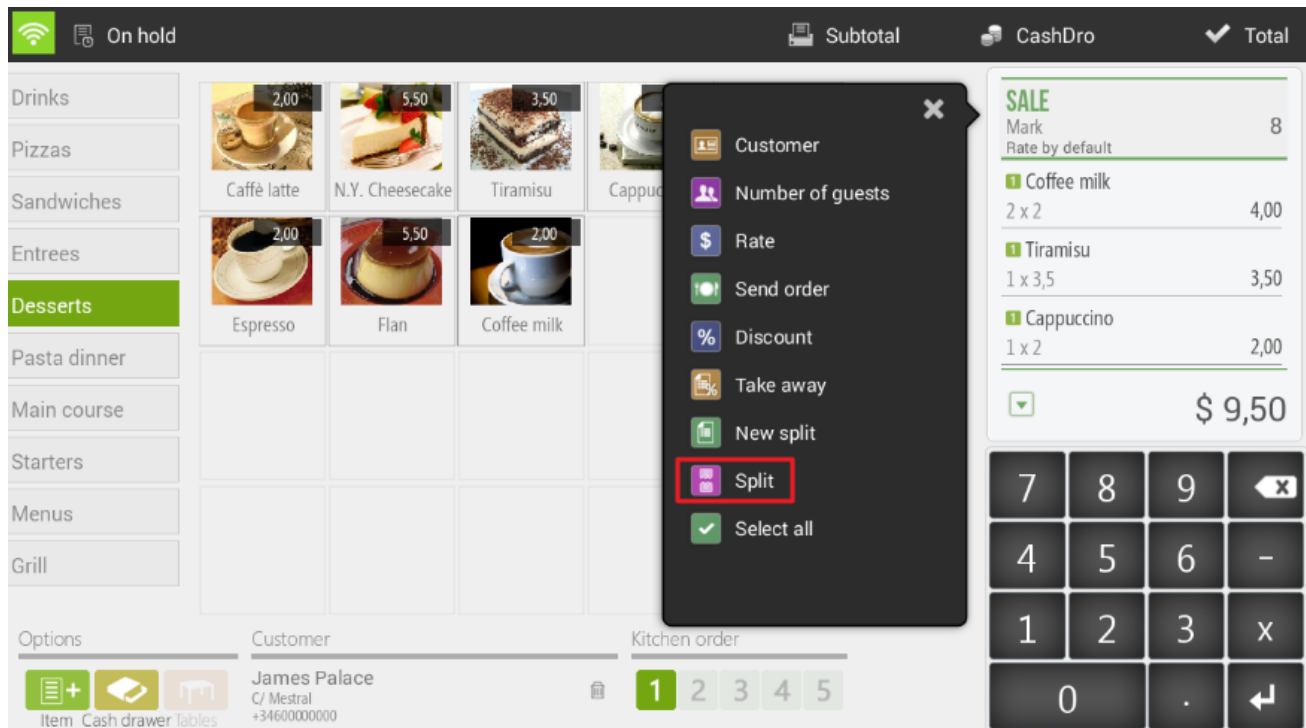 On hold
Subtotal
CashDro
Total
Drinks
Pizzas
Sandwiches
Entrees
Desserts
Pasta dinner
Main course
Starters
Menus
Grill
2,00
5,50
3,50
Caffè latte
N.Y. Cheesecake
Tiramisu
Cappuc
2,00
5,50
2,00
Espresso
Flan
Coffee milk
Customer
Number of guests
$ Rate
Send order
% Discount
Take away
New split
Split
Select all
SALE
Mark 8
Rate by default
1 Coffee milk
2 x 2 4,00
1 Tiramisu
1 x 3,5 3,50
1 Cappuccino
1 x 2 2,00
$ 9,50
7 8 9 x
4 5 6 -
1 2 3 x
0 .
Options
Item Cash drawer Tables
Customer
James Palace
C/ Mestral
+34600000000
Kitchen order
1 2 3 4 5